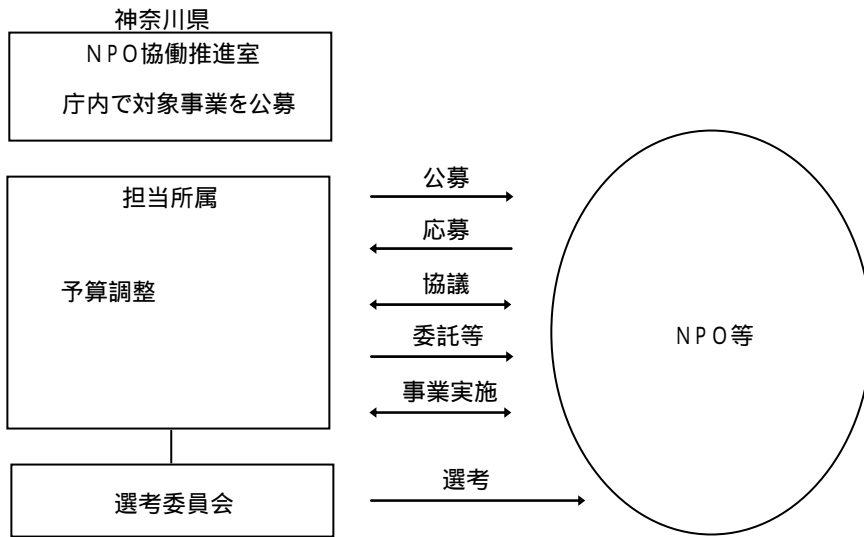 神奈川県
NPO協働推進室
庁内で対象事業を公募
担当所属
予算調整
公募
応募
協議
委託等
事業実施
NPO等
選考委員会
選考